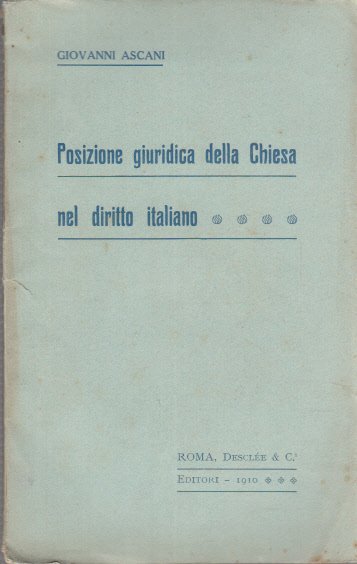 GIOVANNI ASCANI
Posizione giuridica della Chiesa
nel diritto italiano
ROMA, DESCLÉE & C.ⁱ
EDITORI - 1910